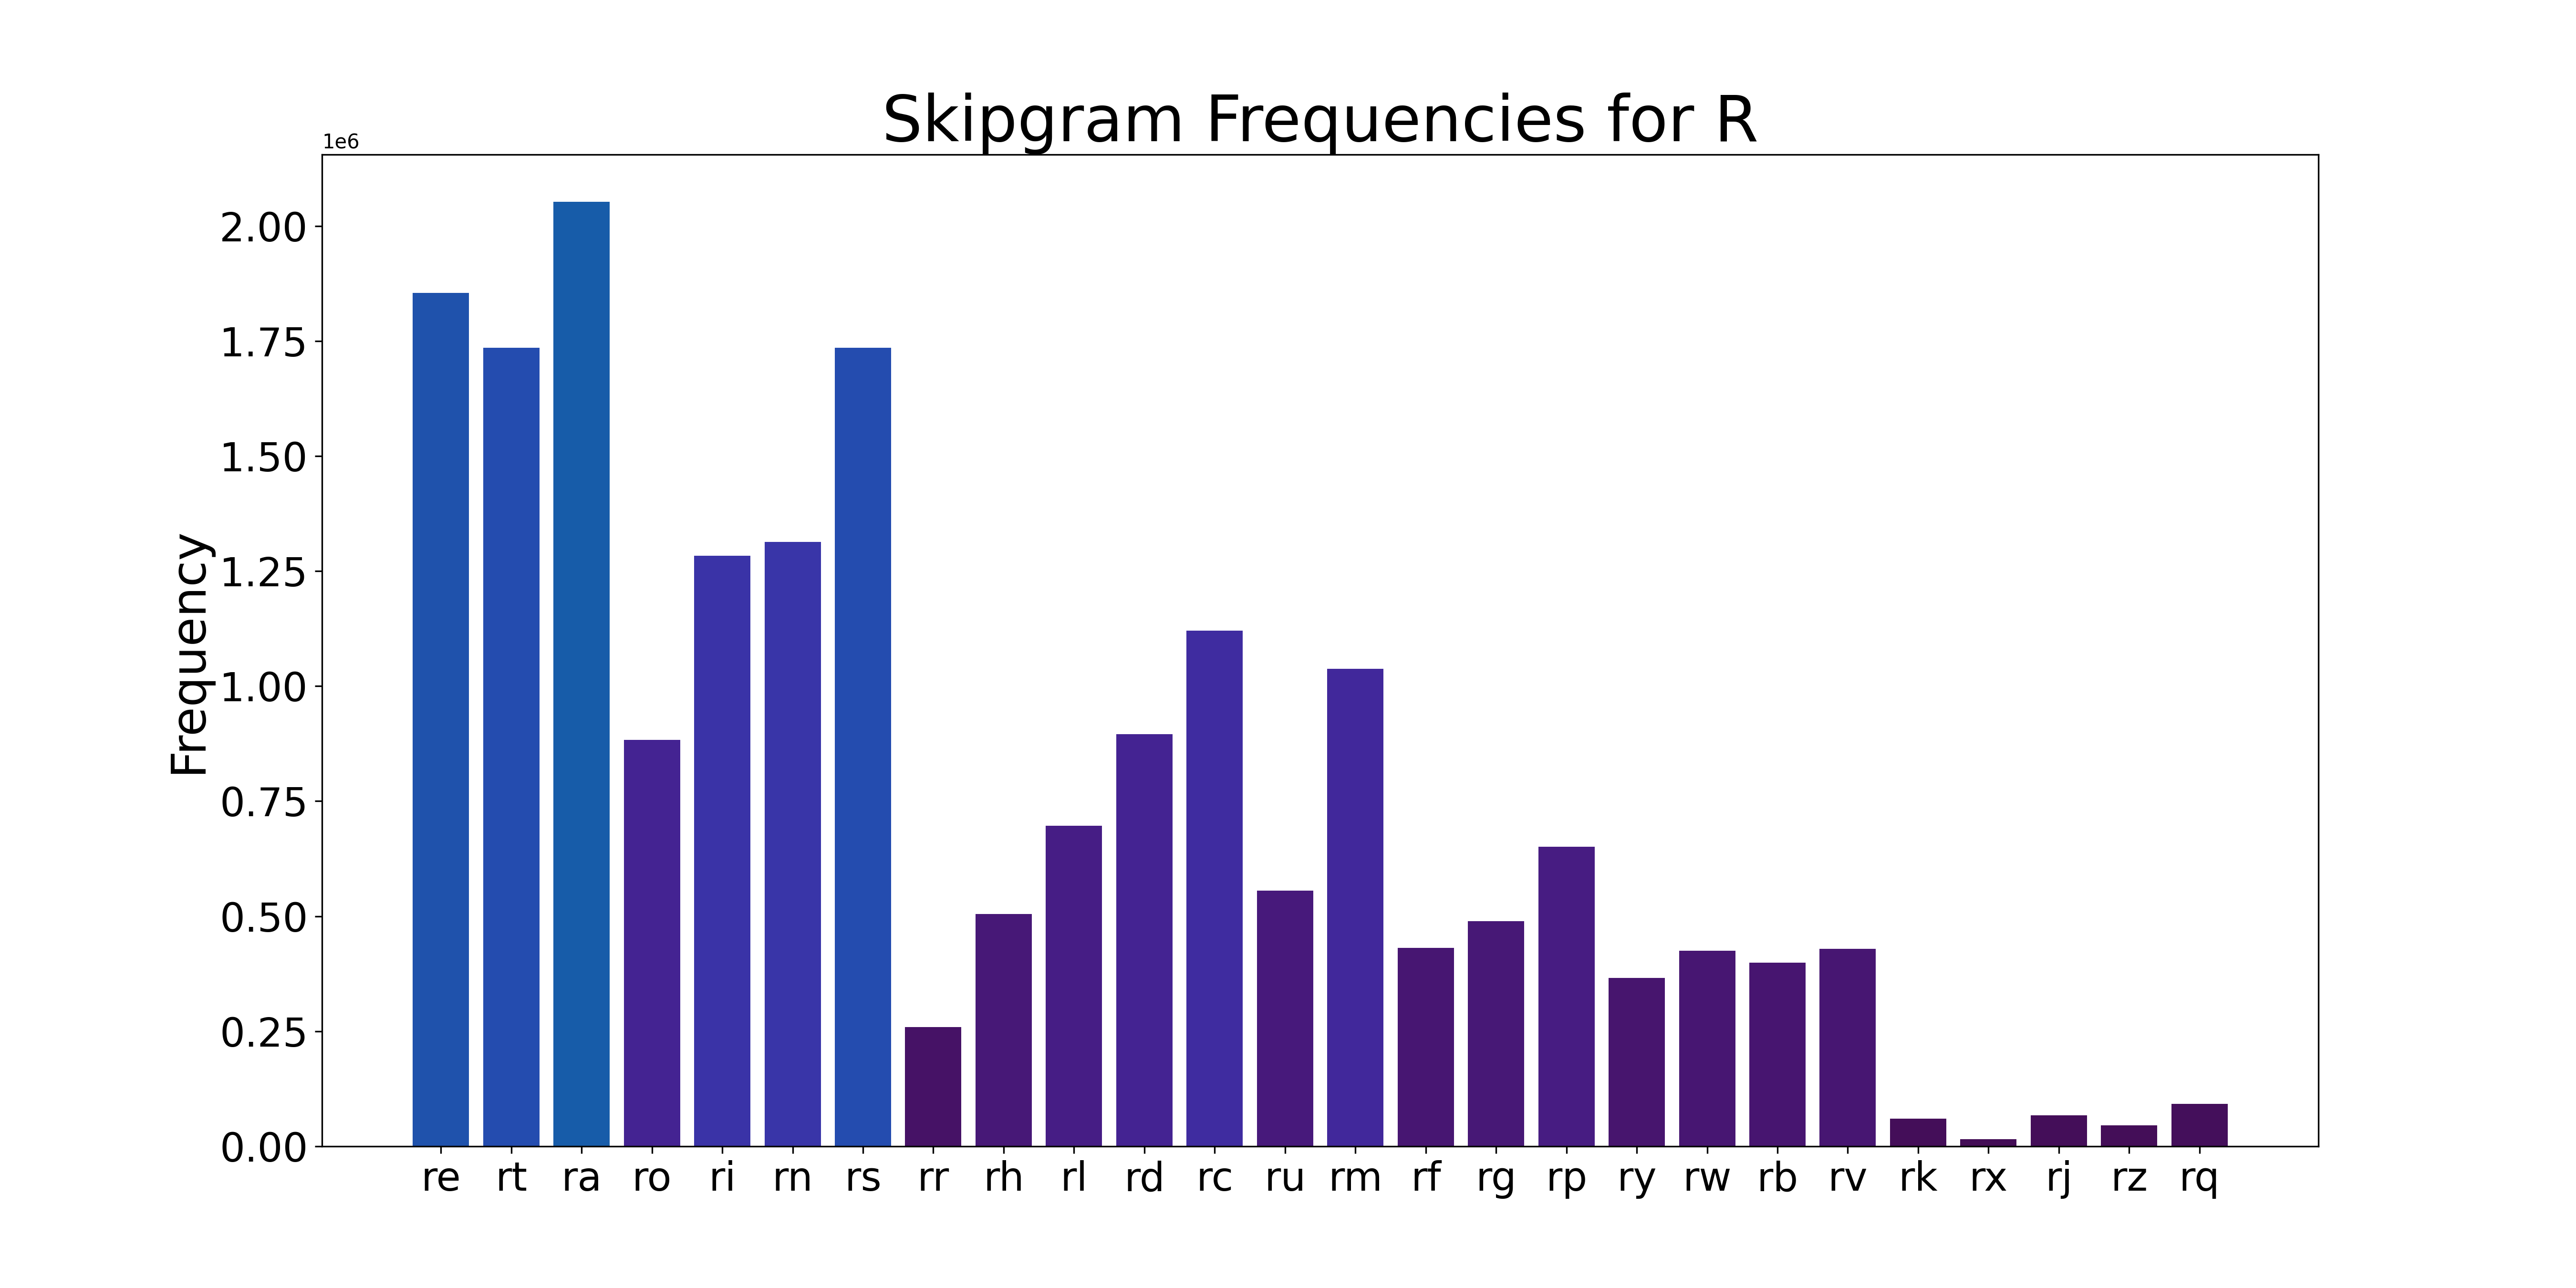 Skipgram Frequencies for R
1e6
2.00
1.75
1.50
1.25
1.00
0.75
0.50
0.25
0.00
Frequency
re rt ra ro ri rn rs rr rh rl rd rc ru rm rf rg rp ry rw rb rv rk rx rj rz rq